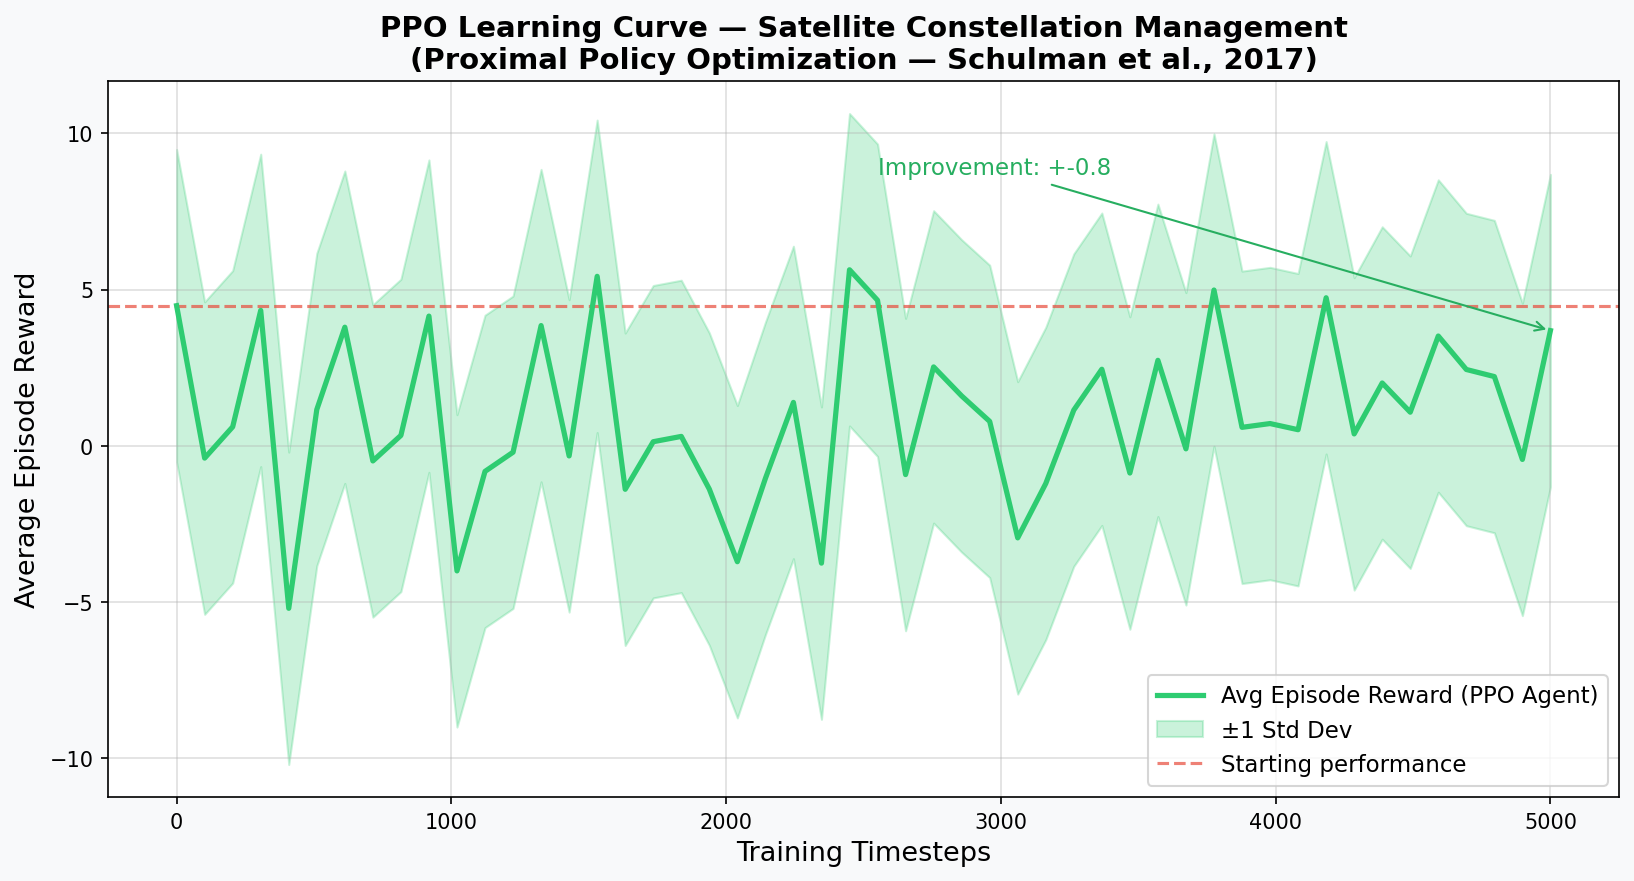 PPO Learning Curve — Satellite Constellation Management
(Proximal Policy Optimization — Schulman et al., 2017)
Average Episode Reward
10
5
0
−5
−10
Improvement: +-0.8
Avg Episode Reward (PPO Agent)
±1 Std Dev
Starting performance
0
1000
2000
3000
4000
5000
Training Timesteps